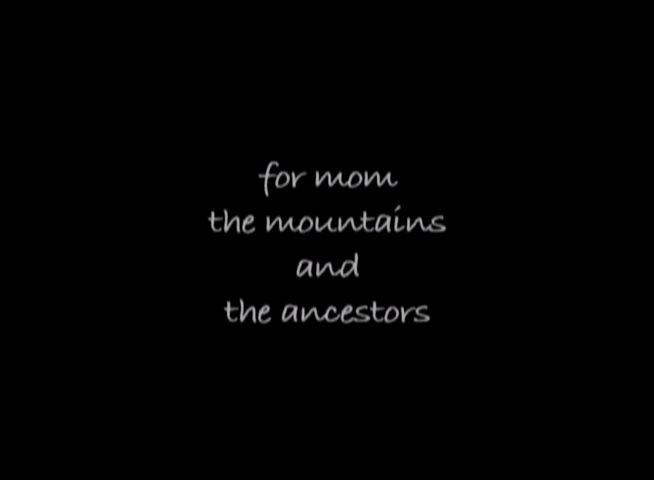 for mom
the mountains
and
the ancestors